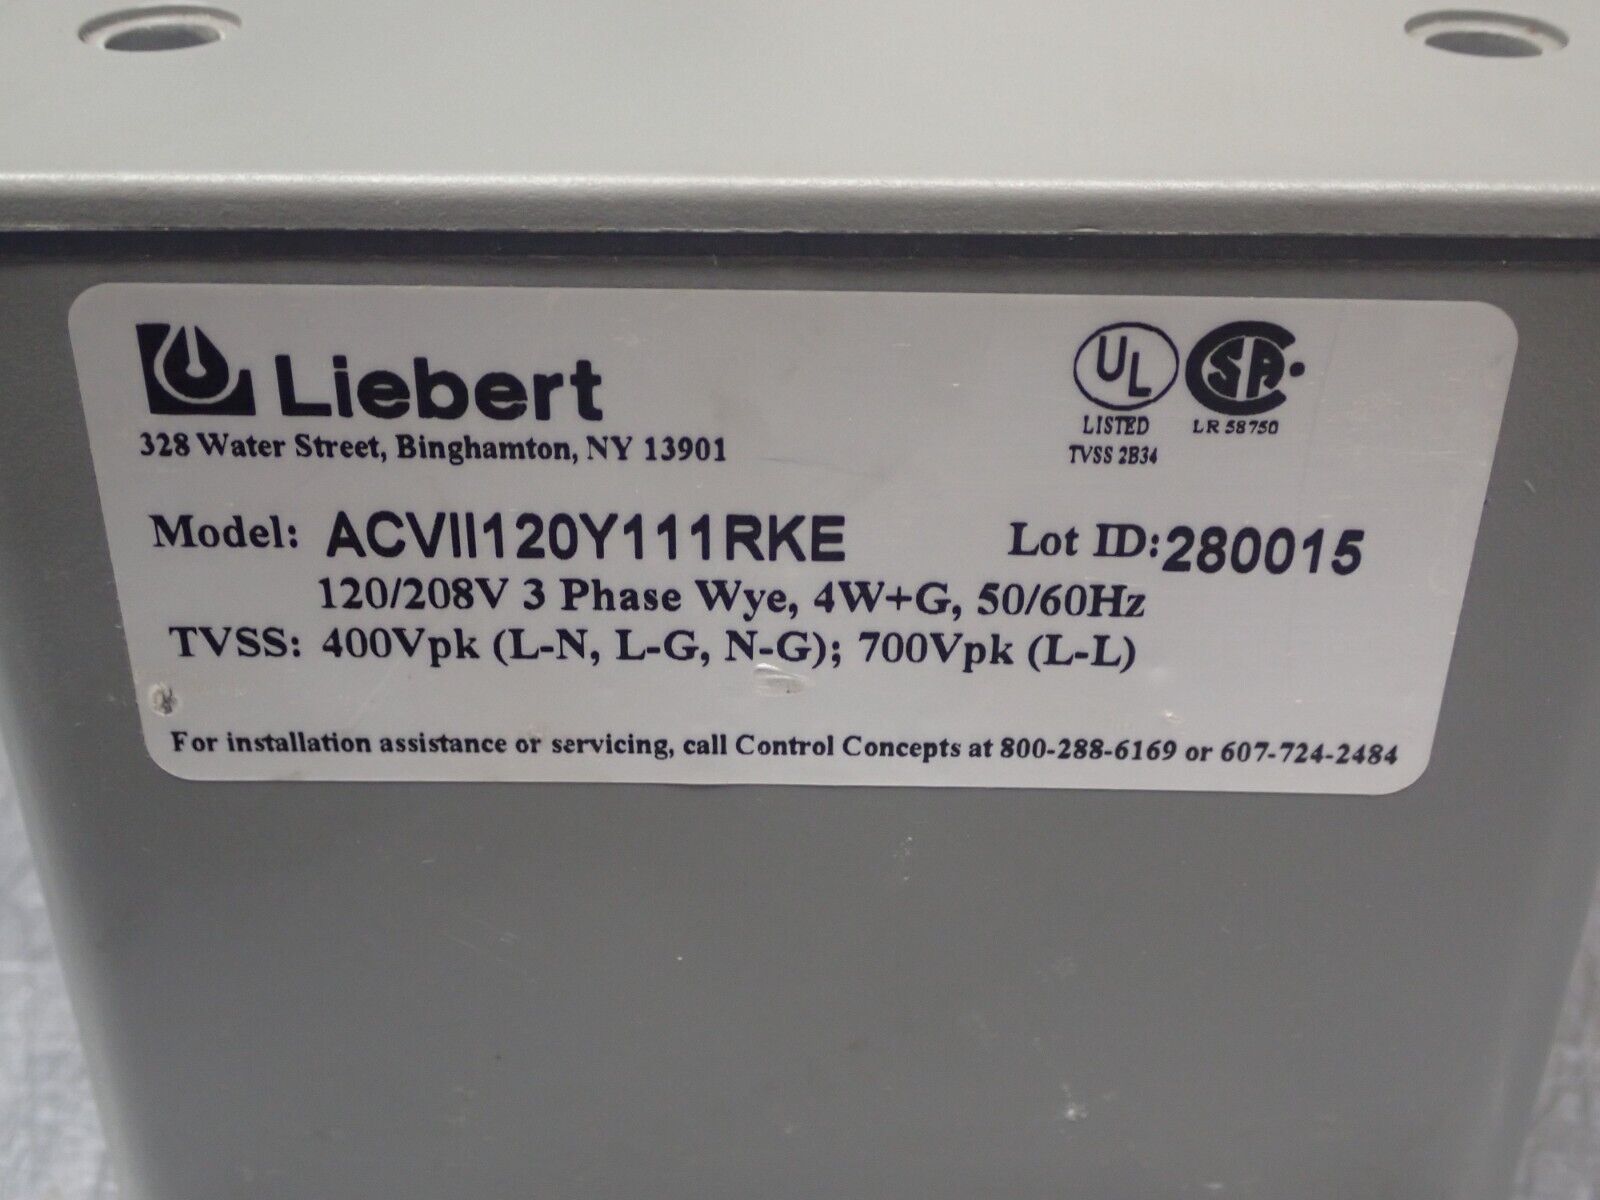 Liebert
328 Water Street, Binghamton, NY 13901
UL
LISTED
TVSS 2B34
CSA
LR 58750
Model: ACVII120Y111RKE Lot ID:280015
120/208V 3 Phase Wye, 4W+G, 50/60Hz
TVSS: 400Vpk (L-N, L-G, N-G); 700Vpk (L-L)
For installation assistance or servicing, call Control Concepts at 800-288-6169 or 607-724-2484